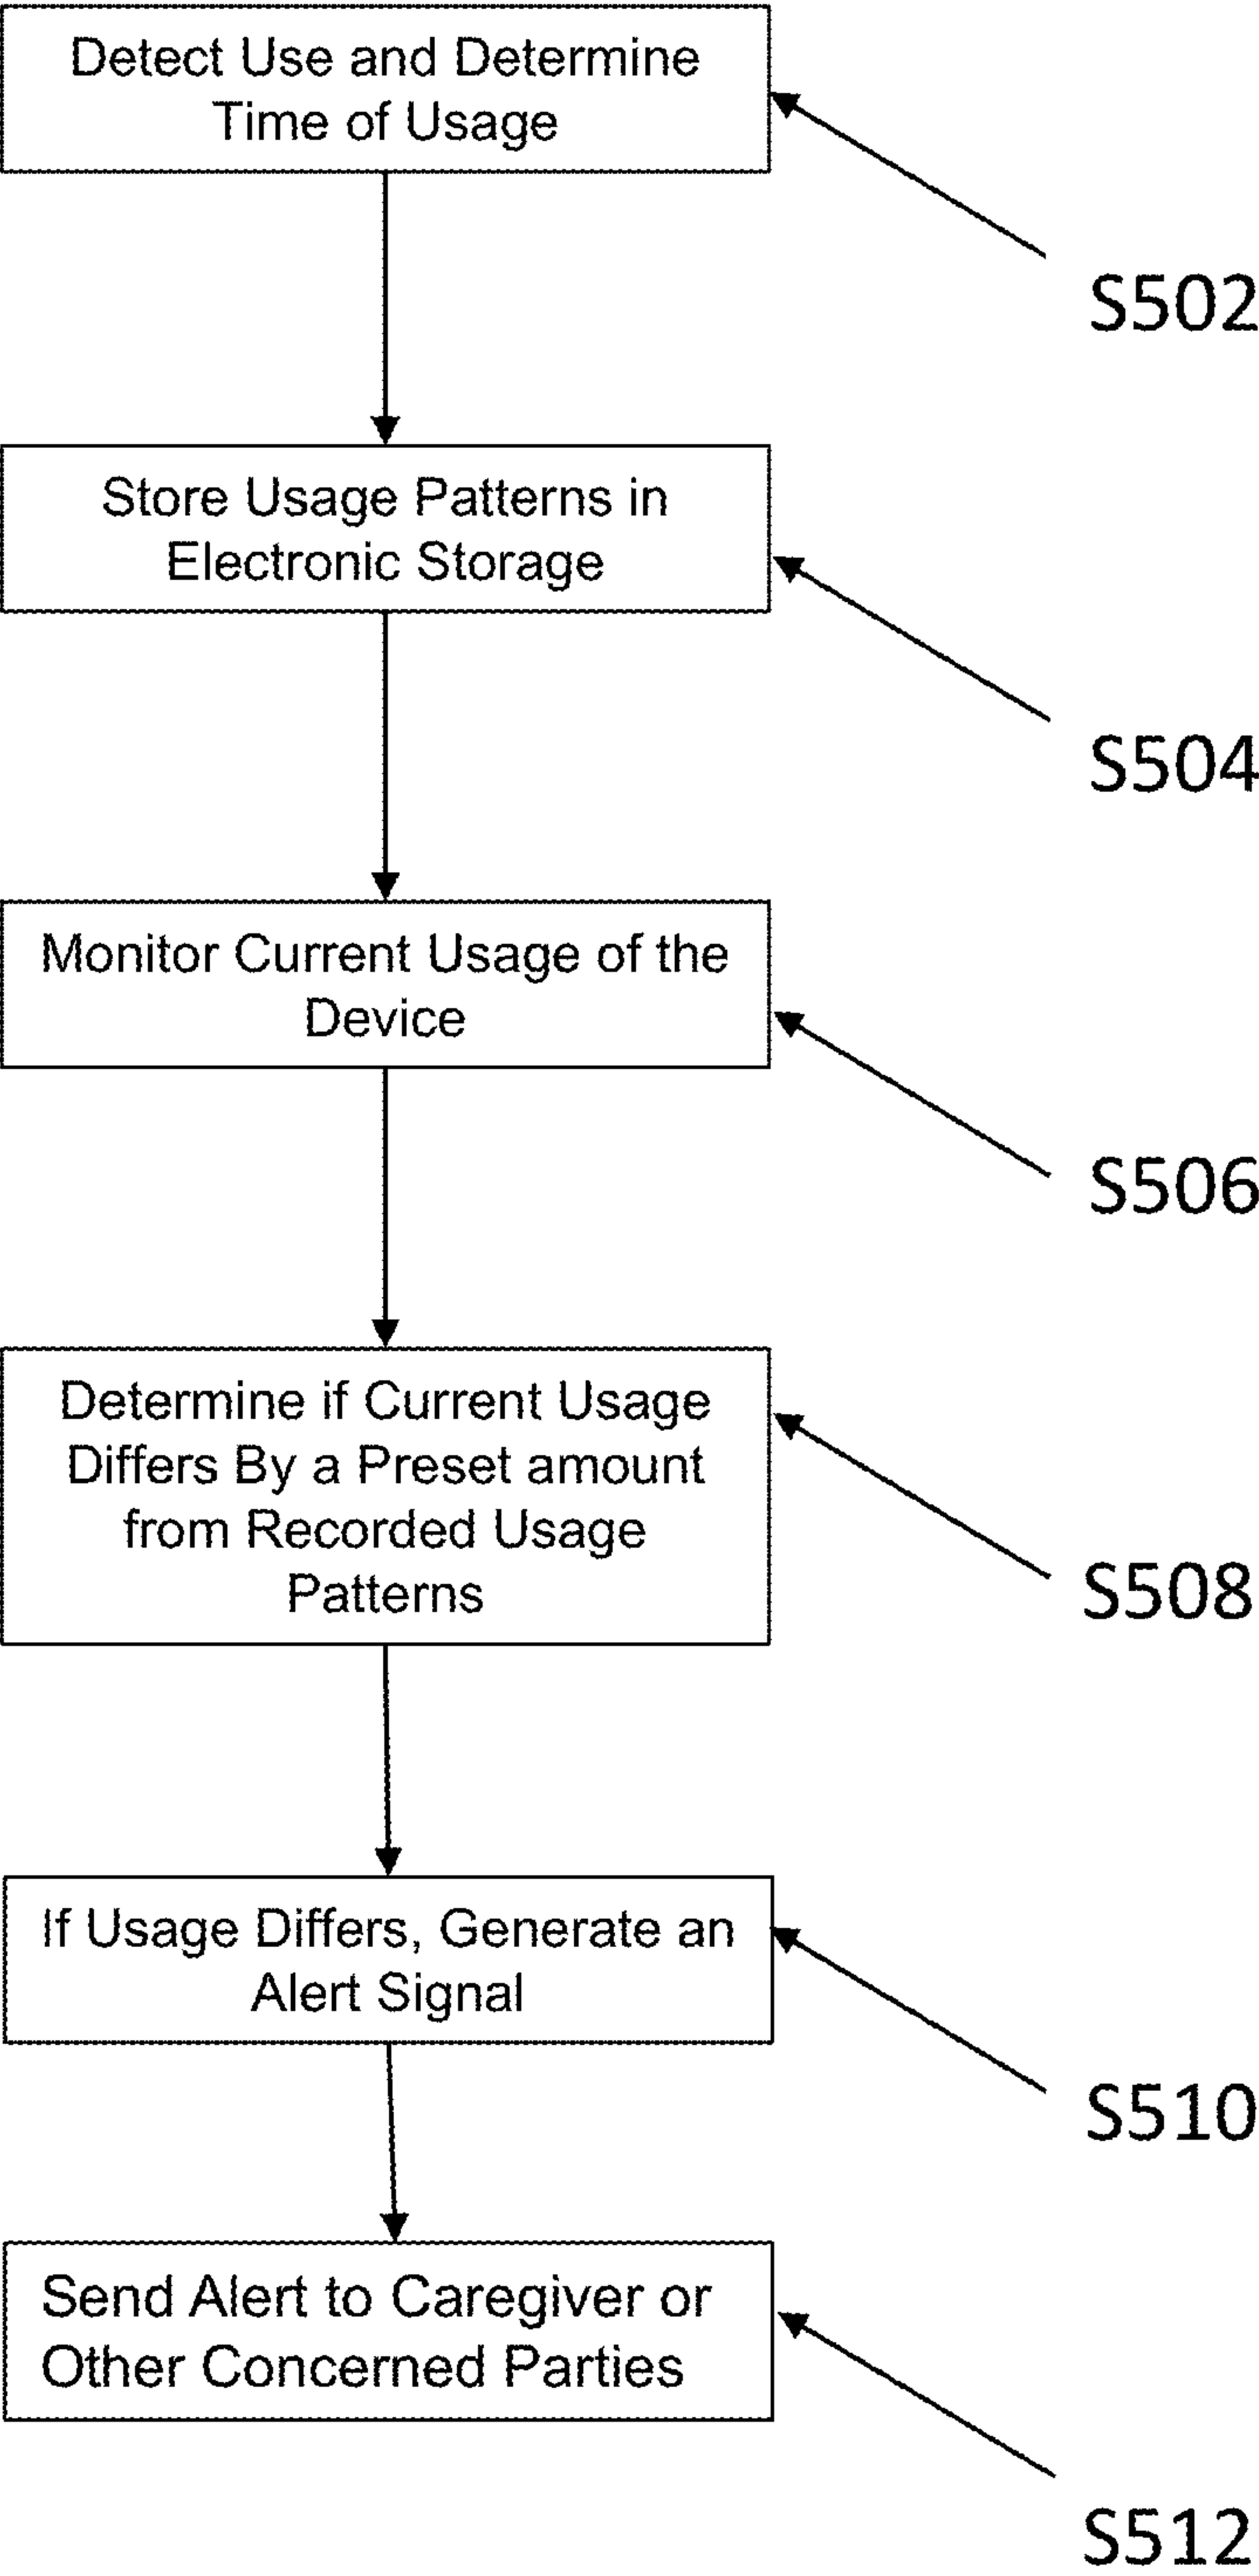 Detect Use and Determine
Time of Usage
S502
Store Usage Patterns in
Electronic Storage
S504
Monitor Current Usage of the
Device
S506
Determine if Current Usage
Differs By a Preset amount
from Recorded Usage
Patterns
S508
If Usage Differs, Generate an
Alert Signal
S510
Send Alert to Caregiver or
Other Concerned Parties
S512